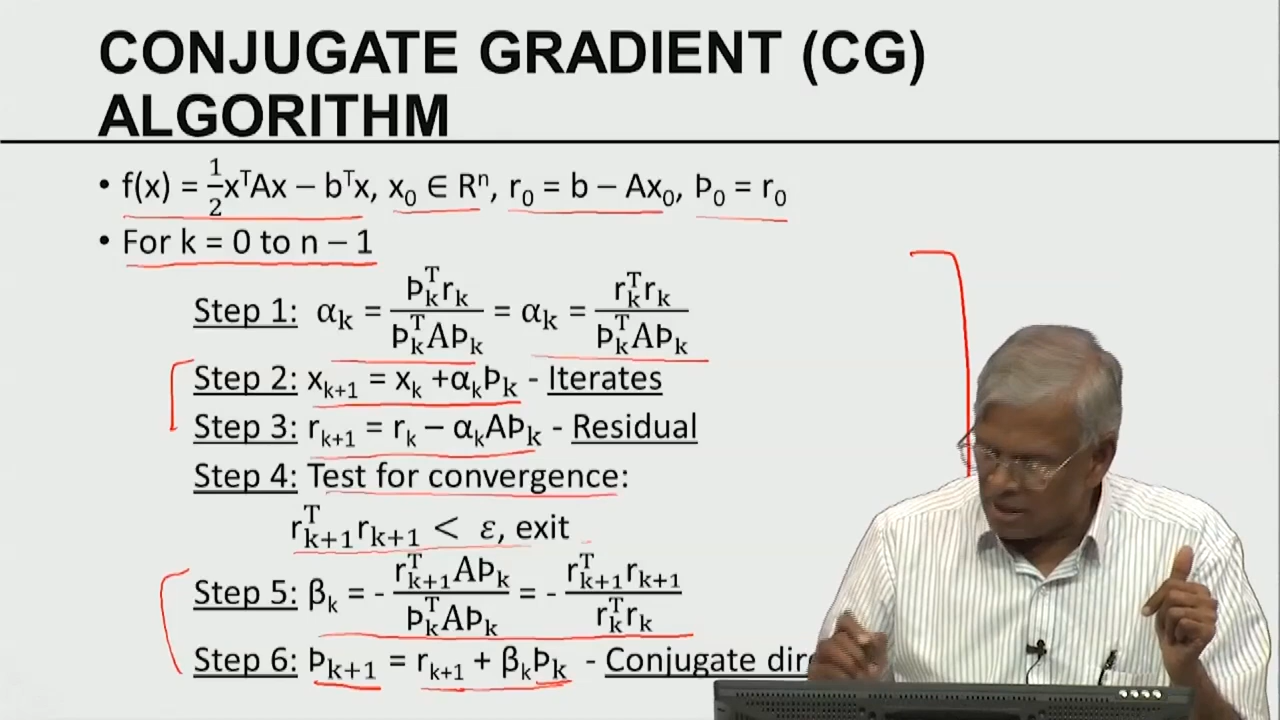 CONJUGATE GRADIENT (CG)
ALGORITHM
• f(x) = 1/2 xᵀAx – bᵀx, x₀ ∈ Rⁿ, r₀ = b – Ax₀, Þ₀ = r₀
• For k = 0 to n – 1
Step 1: αₖ = Þₖᵀrₖ / ÞₖᵀAÞₖ = αₖ = rₖᵀrₖ / ÞₖᵀAÞₖ
Step 2: xₖ₊₁ = xₖ +αₖÞₖ - Iterates
Step 3: rₖ₊₁ = rₖ – αₖAÞₖ - Residual
Step 4: Test for convergence:
rₖ₊₁ᵀrₖ₊₁ < ε, exit
Step 5: βₖ = - rₖ₊₁ᵀAÞₖ / ÞₖᵀAÞₖ = - rₖ₊₁ᵀrₖ₊₁ / rₖᵀrₖ
Step 6: Þₖ₊₁ = rₖ₊₁ + βₖÞₖ - Conjugate